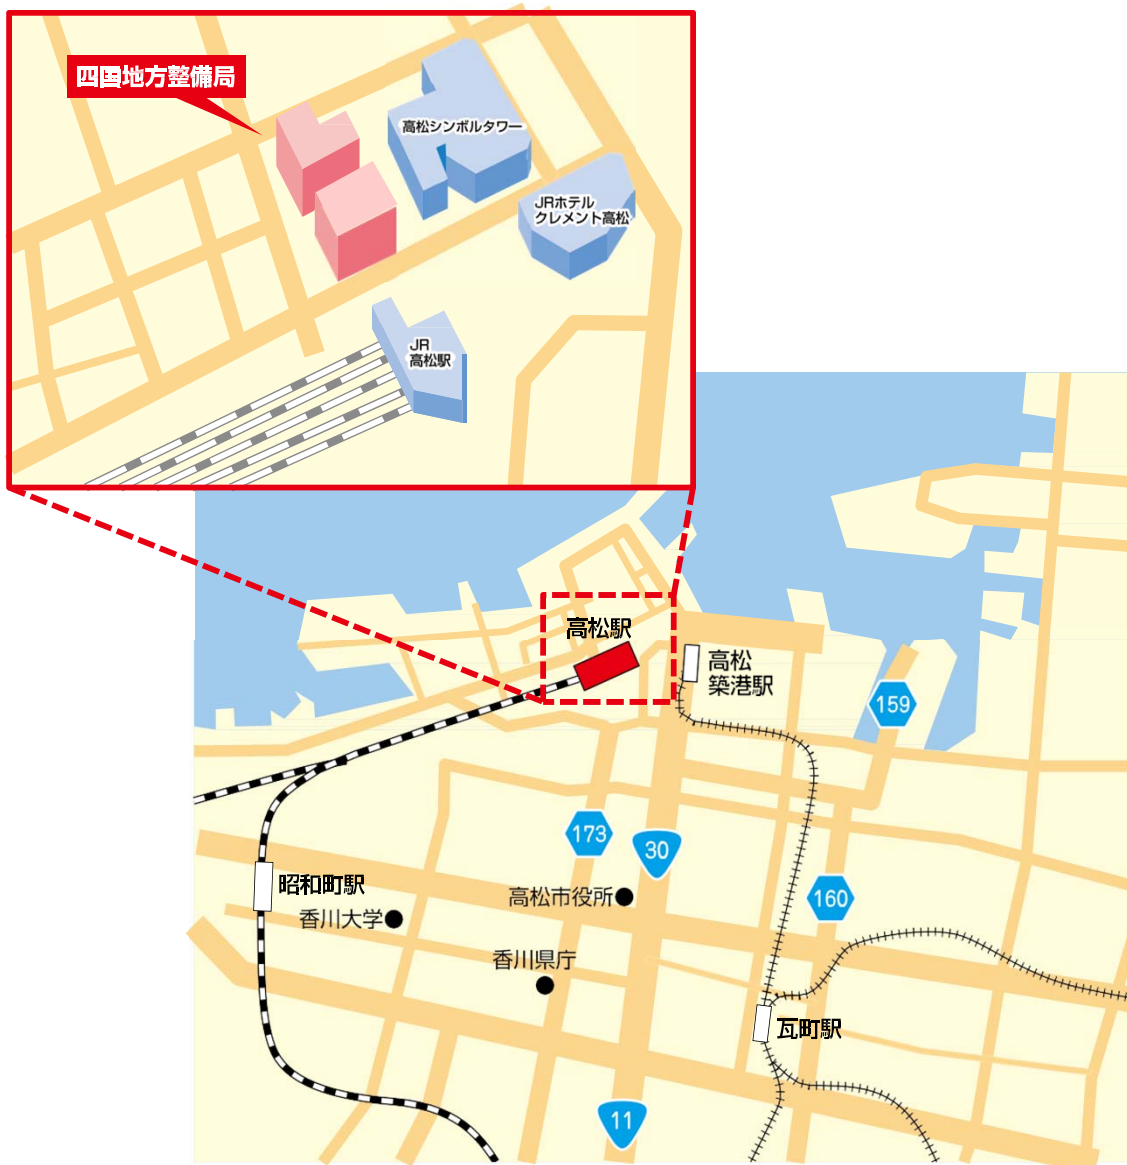 四国地方整備局
高松シンボルタワー
JRホテル
クレメント高松
JR
高松駅
高松駅
高松
築港駅
159
173
30
昭和町駅
香川大学
高松市役所
160
香川県庁
瓦町駅
11